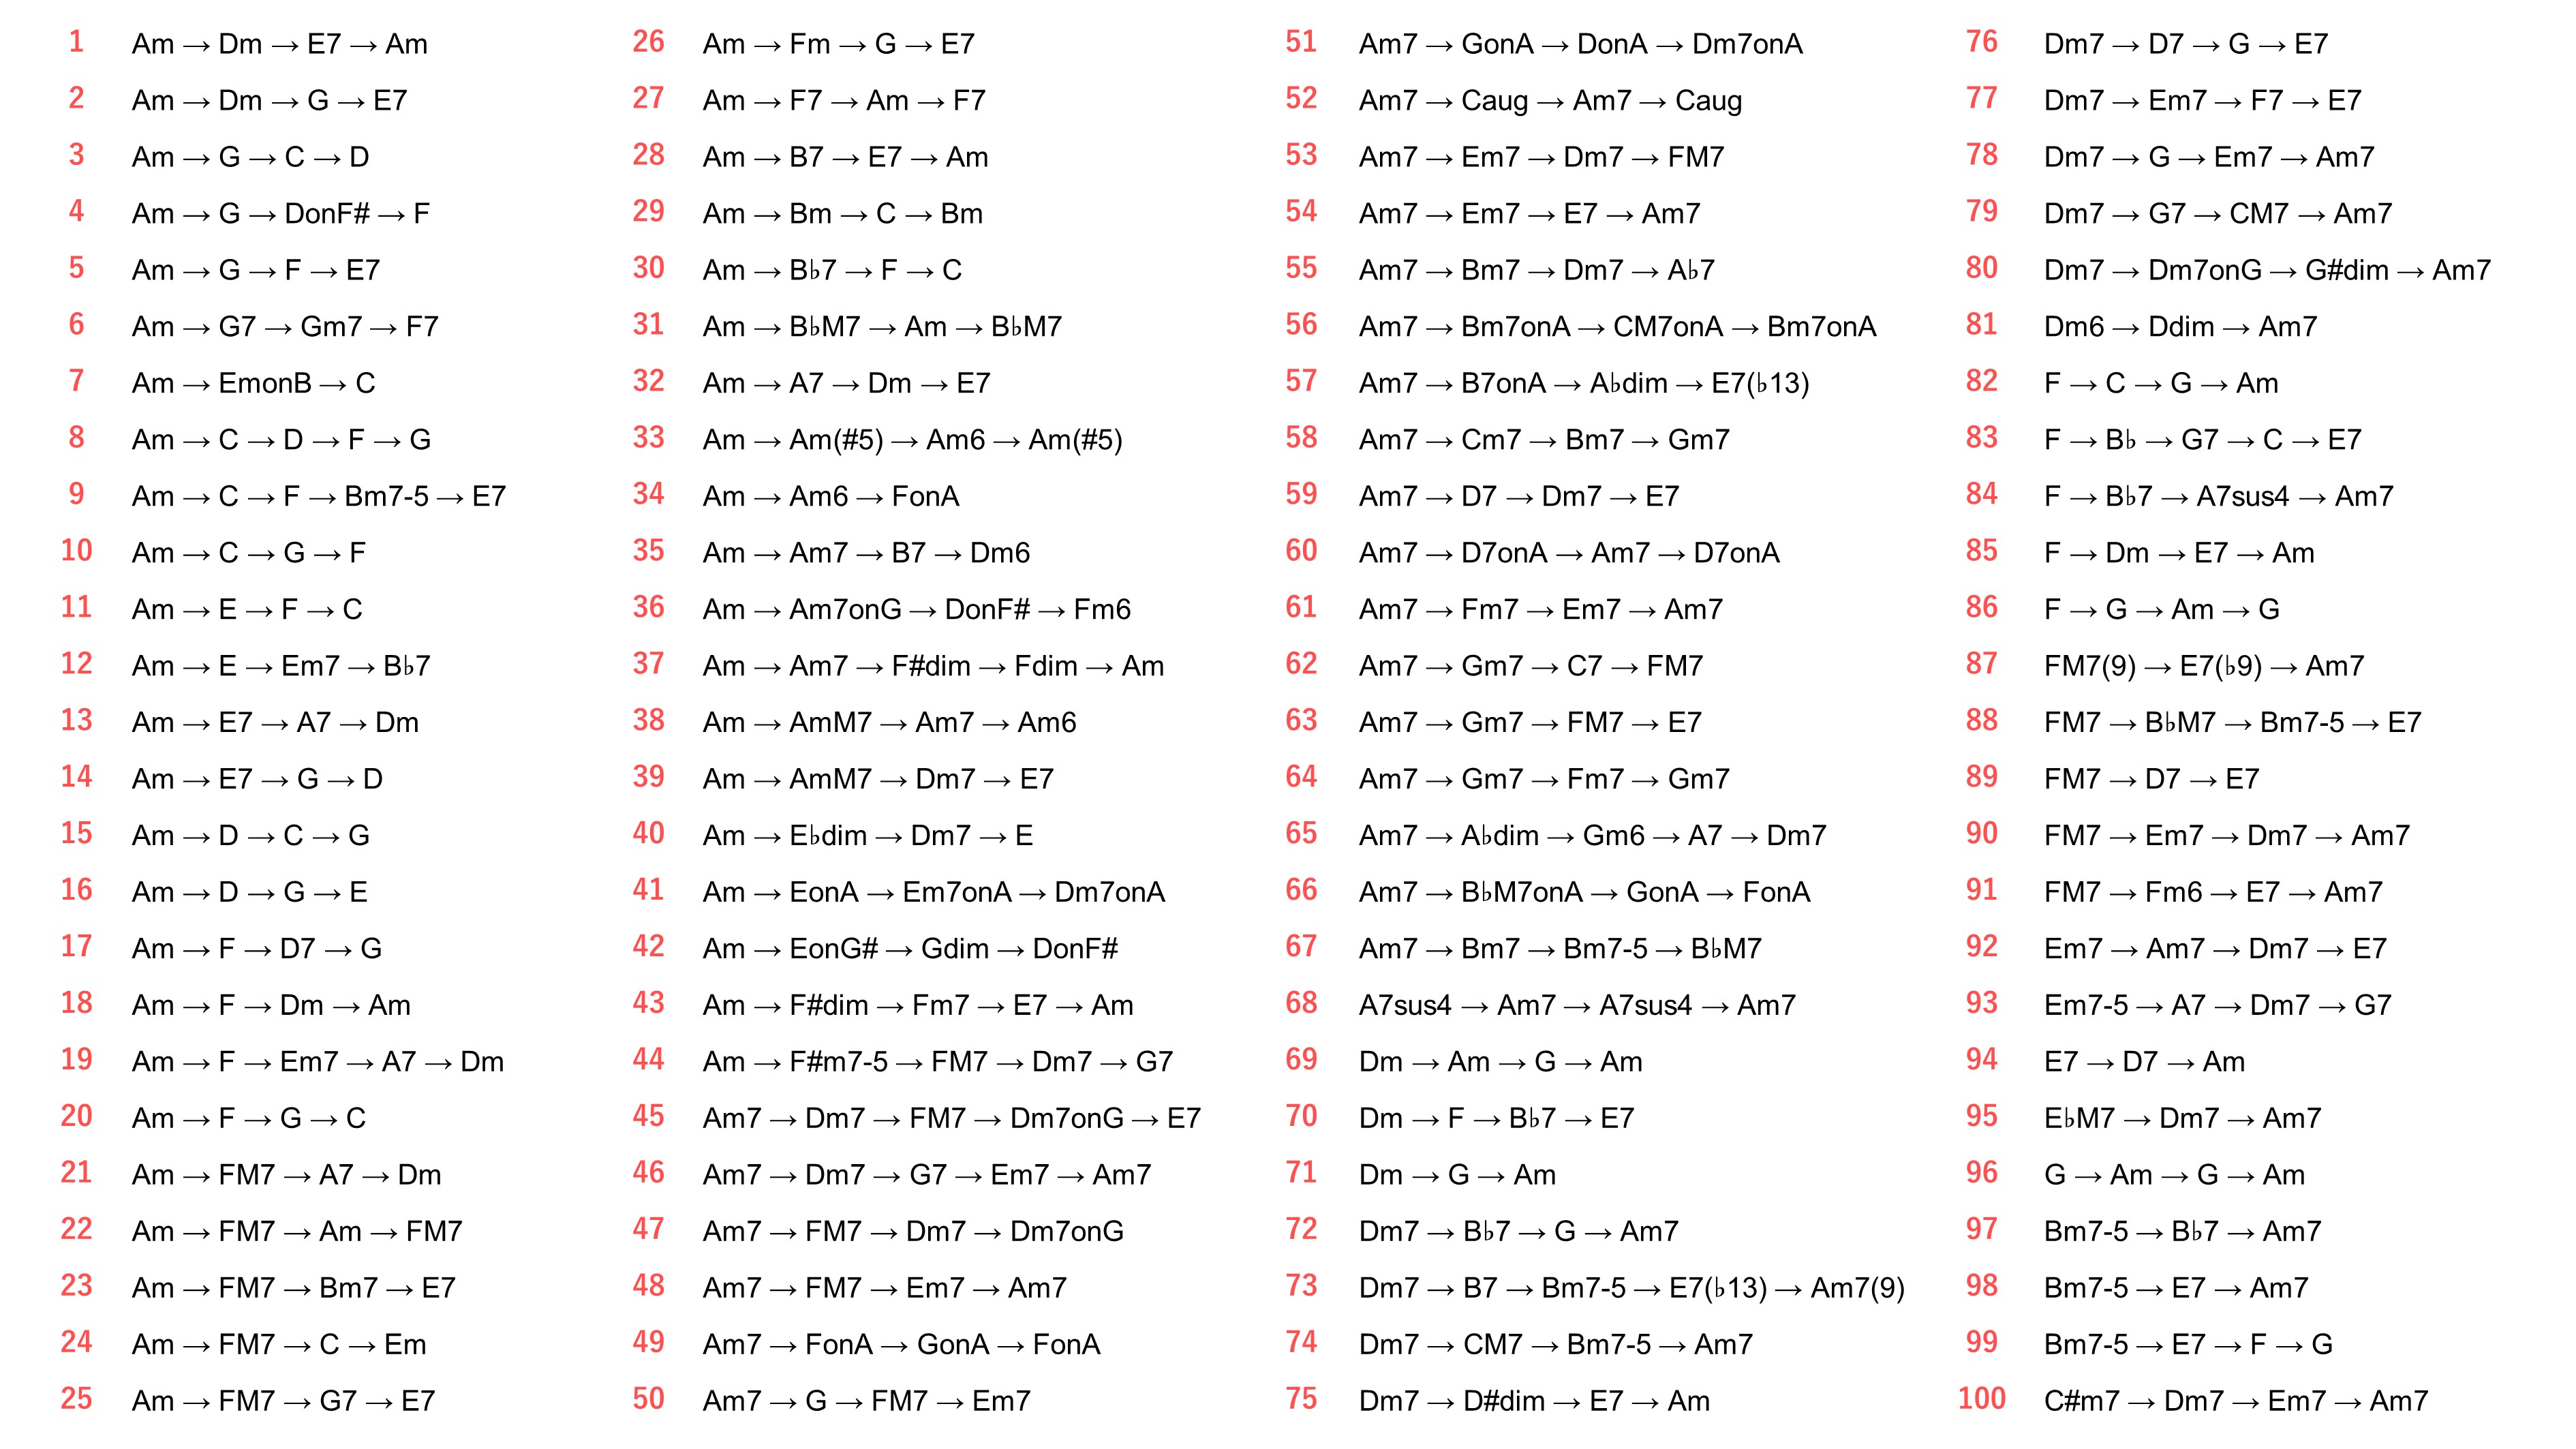 1 Am → Dm → E7 → Am
2 Am → Dm → G → E7
3 Am → G → C → D
4 Am → G → DonF# → F
5 Am → G → F → E7
6 Am → G7 → Gm7 → F7
7 Am → EmonB → C
8 Am → C → D → F → G
9 Am → C → F → Bm7-5 → E7
10 Am → C → G → F
11 Am → E → F → C
12 Am → E → Em7 → B♭7
13 Am → E7 → A7 → Dm
14 Am → E7 → G → D
15 Am → D → C → G
16 Am → D → G → E
17 Am → F → D7 → G
18 Am → F → Dm → Am
19 Am → F → Em7 → A7 → Dm
20 Am → F → G → C
21 Am → FM7 → A7 → Dm
22 Am → FM7 → Am → FM7
23 Am → FM7 → Bm7 → E7
24 Am → FM7 → C → Em
25 Am → FM7 → G7 → E7
26 Am → Fm → G → E7
27 Am → F7 → Am → F7
28 Am → B7 → E7 → Am
29 Am → Bm → C → Bm
30 Am → B♭7 → F → C
31 Am → B♭M7 → Am → B♭M7
32 Am → A7 → Dm → E7
33 Am → Am(#5) → Am6 → Am(#5)
34 Am → Am6 → FonA
35 Am → Am7 → B7 → Dm6
36 Am → Am7onG → DonF# → Fm6
37 Am → Am7 → F#dim → Fdim → Am
38 Am → AmM7 → Am7 → Am6
39 Am → AmM7 → Dm7 → E7
40 Am → E♭dim → Dm7 → E
41 Am → EonA → Em7onA → Dm7onA
42 Am → EonG# → Gdim → DonF#
43 Am → F#dim → Fm7 → E7 → Am
44 Am → F#m7-5 → FM7 → Dm7 → G7
45 Am7 → Dm7 → FM7 → Dm7onG → E7
46 Am7 → Dm7 → G7 → Em7 → Am7
47 Am7 → FM7 → Dm7 → Dm7onG
48 Am7 → FM7 → Em7 → Am7
49 Am7 → FonA → GonA → FonA
50 Am7 → G → FM7 → Em7
51 Am7 → GonA → DonA → Dm7onA
52 Am7 → Caug → Am7 → Caug
53 Am7 → Em7 → Dm7 → FM7
54 Am7 → Em7 → E7 → Am7
55 Am7 → Bm7 → Dm7 → A♭7
56 Am7 → Bm7onA → CM7onA → Bm7onA
57 Am7 → B7onA → A♭dim → E7(♭13)
58 Am7 → Cm7 → Bm7 → Gm7
59 Am7 → D7 → Dm7 → E7
60 Am7 → D7onA → Am7 → D7onA
61 Am7 → Fm7 → Em7 → Am7
62 Am7 → Gm7 → C7 → FM7
63 Am7 → Gm7 → FM7 → E7
64 Am7 → Gm7 → Fm7 → Gm7
65 Am7 → A♭dim → Gm6 → A7 → Dm7
66 Am7 → B♭M7onA → GonA → FonA
67 Am7 → Bm7 → Bm7-5 → B♭M7
68 A7sus4 → Am7 → A7sus4 → Am7
69 Dm → Am → G → Am
70 Dm → F → B♭7 → E7
71 Dm → G → Am
72 Dm7 → B♭7 → G → Am7
73 Dm7 → B7 → Bm7-5 → E7(♭13) → Am7(9)
74 Dm7 → CM7 → Bm7-5 → Am7
75 Dm7 → D#dim → E7 → Am
76 Dm7 → D7 → G → E7
77 Dm7 → Em7 → F7 → E7
78 Dm7 → G → Em7 → Am7
79 Dm7 → G7 → CM7 → Am7
80 Dm7 → Dm7onG → G#dim → Am7
81 Dm6 → Ddim → Am7
82 F → C → G → Am
83 F → B♭ → G7 → C → E7
84 F → B♭7 → A7sus4 → Am7
85 F → Dm → E7 → Am
86 F → G → Am → G
87 FM7(9) → E7(♭9) → Am7
88 FM7 → B♭M7 → Bm7-5 → E7
89 FM7 → D7 → E7
90 FM7 → Em7 → Dm7 → Am7
91 FM7 → Fm6 → E7 → Am7
92 Em7 → Am7 → Dm7 → E7
93 Em7-5 → A7 → Dm7 → G7
94 E7 → D7 → Am
95 E♭M7 → Dm7 → Am7
96 G → Am → G → Am
97 Bm7-5 → B♭7 → Am7
98 Bm7-5 → E7 → Am7
99 Bm7-5 → E7 → F → G
100 C#m7 → Dm7 → Em7 → Am7